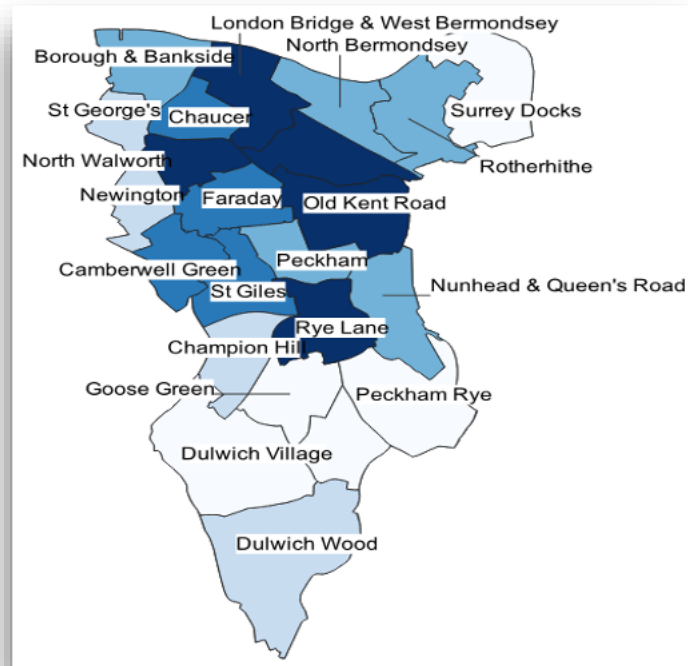 London Bridge & West Bermondsey
North Bermondsey
Borough & Bankside
St George's
Chaucer
Surrey Docks
North Walworth
Rotherhithe
Newington
Faraday
Old Kent Road
Camberwell Green
Peckham
St Giles
Nunhead & Queen's Road
Rye Lane
Champion Hill
Goose Green
Peckham Rye
Dulwich Village
Dulwich Wood